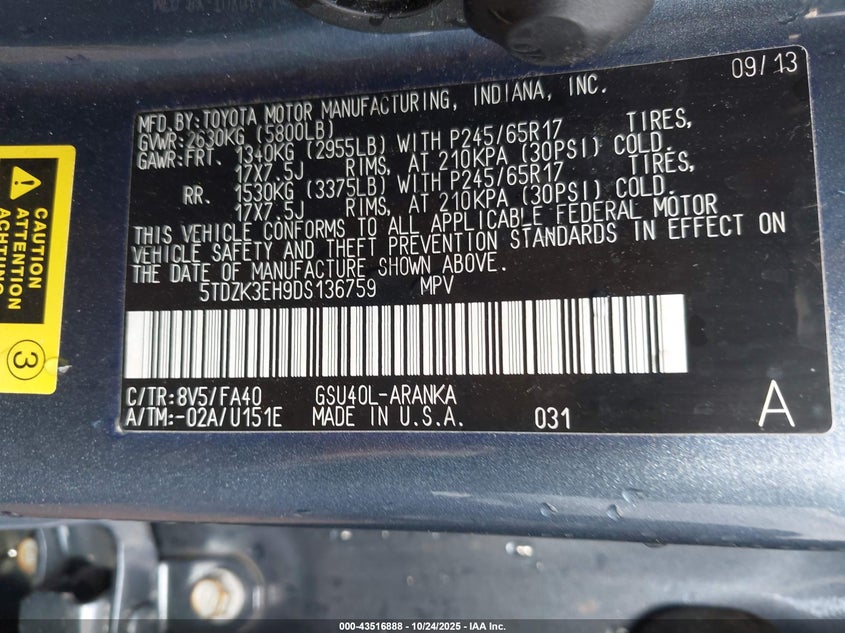 09/13
MFD.BY:TOYOTA MOTOR MANUFACTURING, INDIANA, INC.
GVWR:2630KG (5800LB)
GAWR:FRT. 1340KG (2955LB) WITH P245/65R17 TIRES,
17X7.5J RIMS, AT 210KPA (30PSI) COLD.
RR. 1530KG (3375LB) WITH P245/65R17 TIRES,
17X7.5J RIMS, AT 210KPA (30PSI) COLD.
THIS VEHICLE CONFORMS TO ALL APPLICABLE FEDERAL MOTOR
VEHICLE SAFETY AND THEFT PREVENTION STANDARDS IN EFFECT ON
THE DATE OF MANUFACTURE SHOWN ABOVE.
5TDZK3EH9DS136759 MPV
C/TR:8V5/FA40 GSU40L-ARANKA
A/TM:-02A/U151E MADE IN U.S.A. 031 A
CAUTION
ATTENTION
ACHTUNG
3
000-43516888 - 10/24/2025 - IAA Inc.